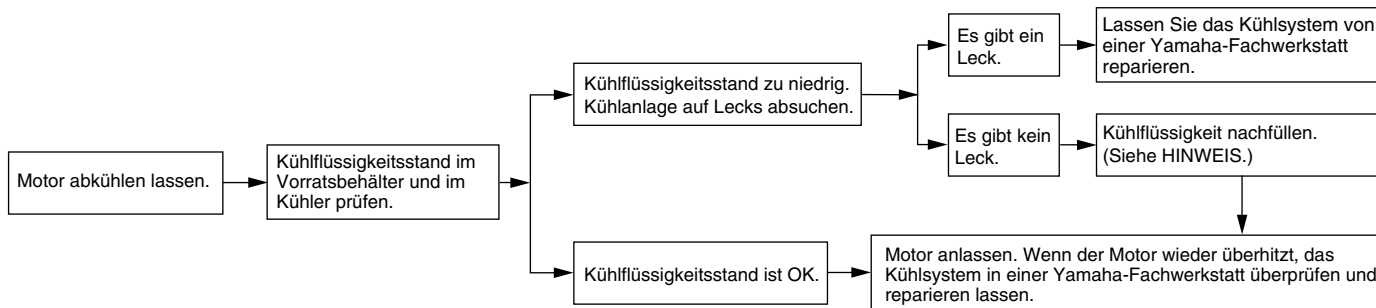 Motor abkühlen lassen.
Kühlflüssigkeitsstand im
Vorratsbehälter und im
Kühler prüfen.
Kühlflüssigkeitsstand zu niedrig.
Kühlanlage auf Lecks absuchen.
Es gibt ein
Leck.
Lassen Sie das Kühlsystem von
einer Yamaha-Fachwerkstatt
reparieren.
Es gibt kein
Leck.
Kühlflüssigkeit nachfüllen.
(Siehe HINWEIS.)
Kühlflüssigkeitsstand ist OK.
Motor anlassen. Wenn der Motor wieder überhitzt, das
Kühlsystem in einer Yamaha-Fachwerkstatt überprüfen und
reparieren lassen.